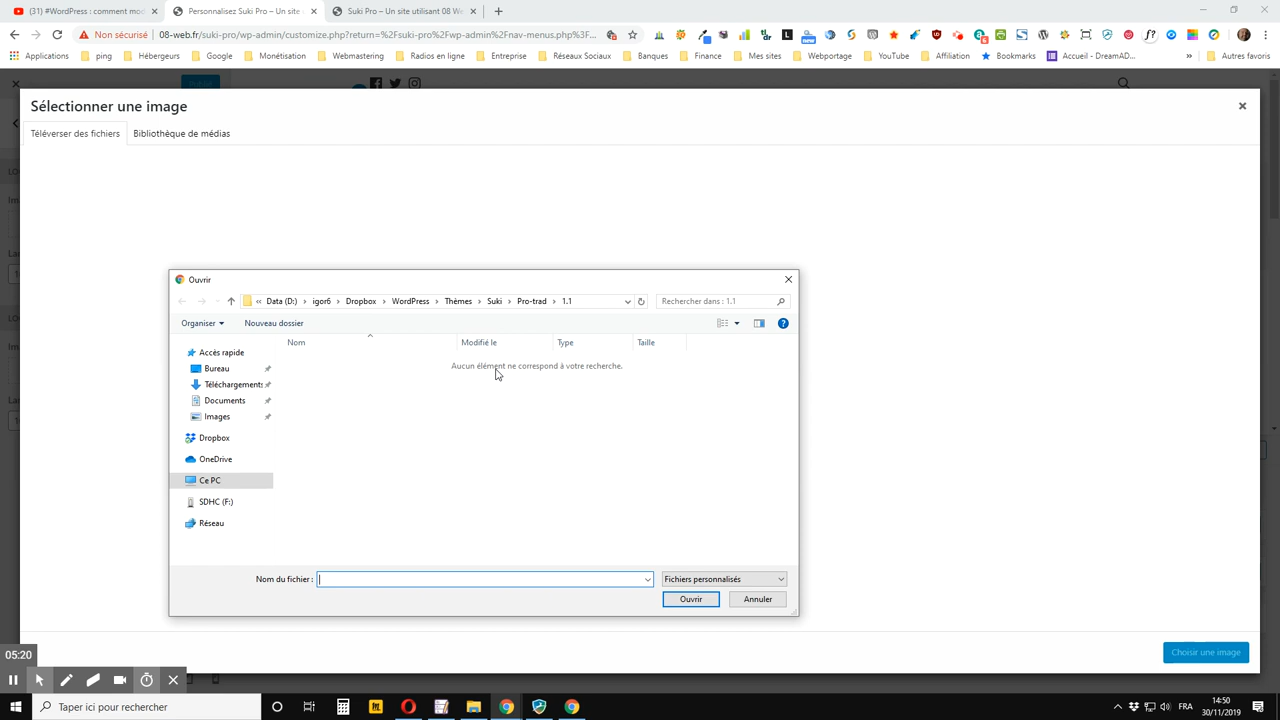 (31) #WordPress : comment mod
Personnalisez Suki Pro – Un site
Suki Pro – Un site utilisant 08 We
Non sécurisé
08-web.fr/suki-pro/wp-admin/customize.php?return=%2Fsuki-pro%2Fwp-admin%2Fnav-menus.php%3F...
Applications
ping
Hébergeurs
Google
Monétisation
Webmastering
Radios en ligne
Entreprise
Réseaux Sociaux
Banques
Finance
Mes sites
Webportage
YouTube
Affiliation
Bookmarks
Accueil - DreamAD...
Autres favoris
Sélectionner une image
Téléverser des fichiers
Bibliothèque de médias
Ouvrir
Data (D:)
igor6
Dropbox
WordPress
Thèmes
Suki
Pro-trad
1.1
Rechercher dans : 1.1
Organiser
Nouveau dossier
Nom
Modifié le
Type
Taille
Aucun élément ne correspond à votre recherche.
Accès rapide
Bureau
Téléchargements
Documents
Images
Dropbox
OneDrive
Ce PC
SDHC (F:)
Réseau
Nom du fichier :
Fichiers personnalisés
Ouvrir
Annuler
Choisir une image
05:20
Taper ici pour rechercher
FRA
14:50
30/11/2019